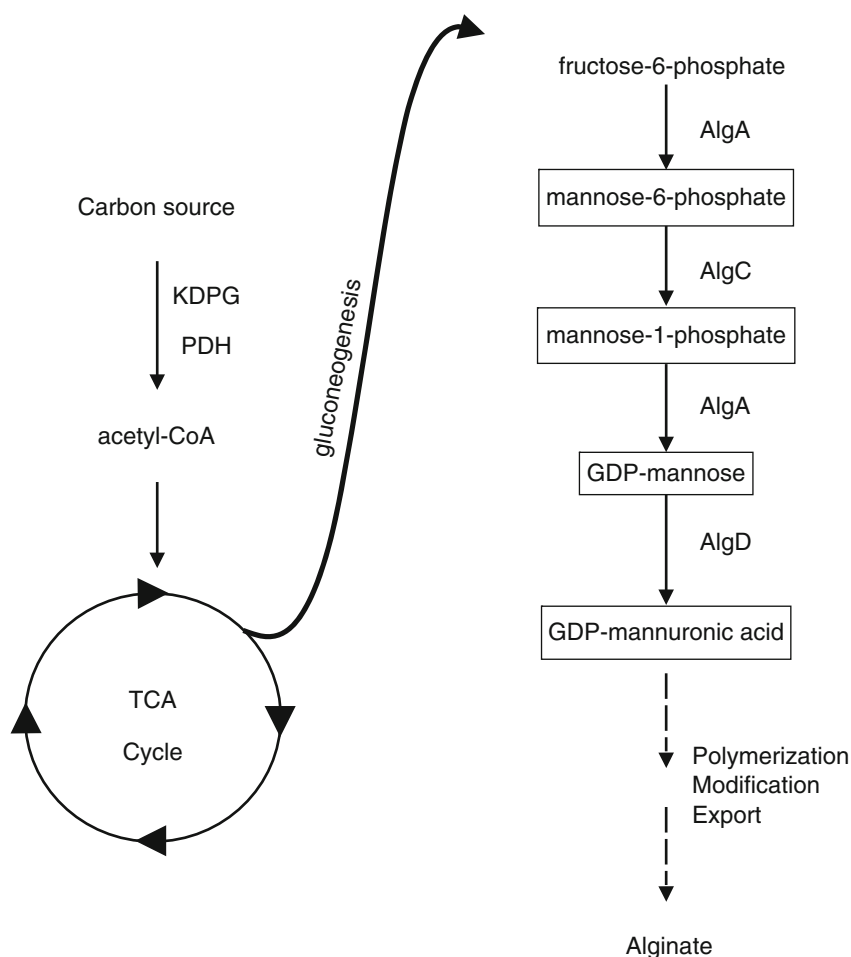 Carbon source
KDPG
PDH
acetyl-CoA
TCA
Cycle
gluconeogenesis
fructose-6-phosphate
AlgA
mannose-6-phosphate
AlgC
mannose-1-phosphate
AlgA
GDP-mannose
AlgD
GDP-mannuronic acid
Polymerization
Modification
Export
Alginate